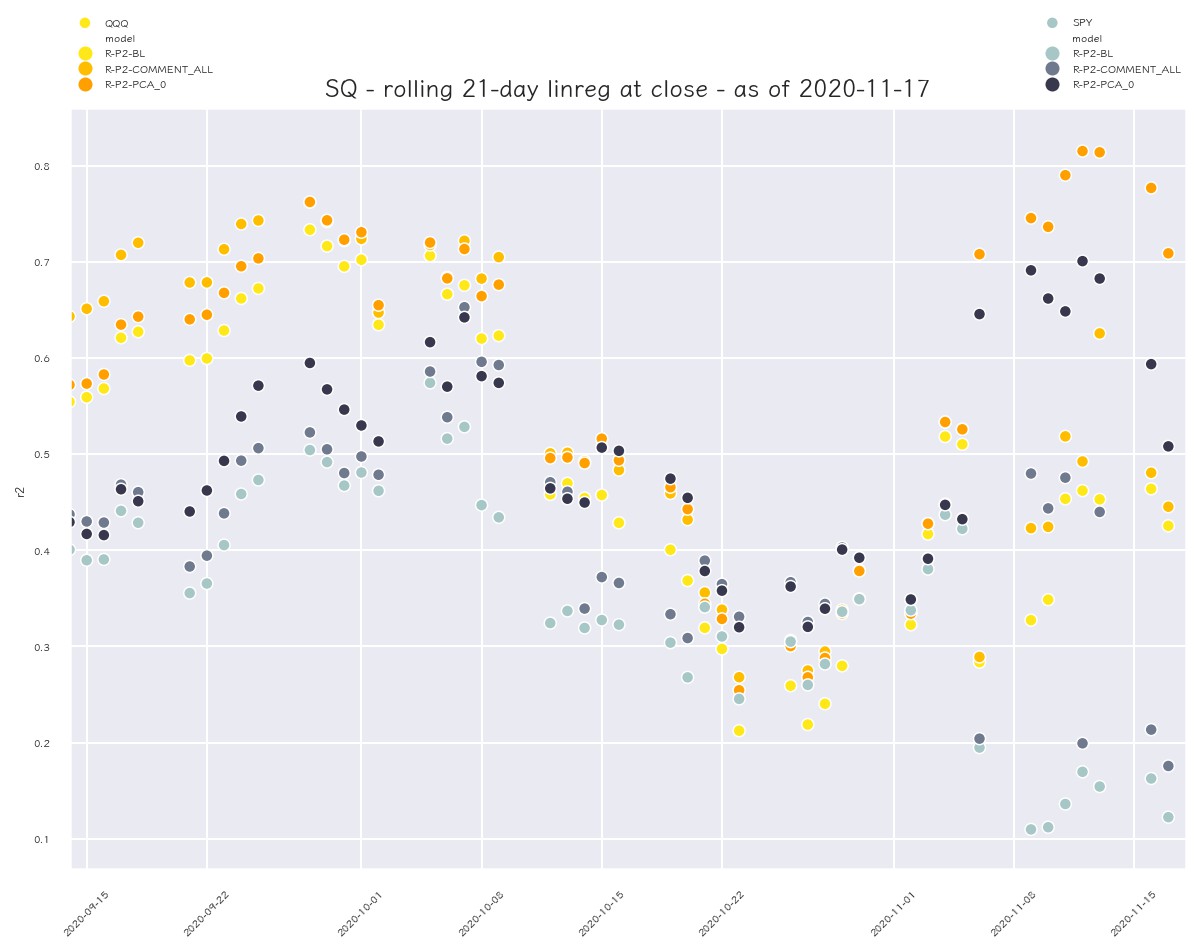 QQQ
model
R-P2-BL
R-P2-COMMENT_ALL
R-P2-PCA_0
SPY
model
R-P2-BL
R-P2-COMMENT_ALL
R-P2-PCA_0
SQ - rolling 21-day linreg at close - as of 2020-11-17
0.8
0.7
0.6
0.5
0.4
0.3
0.2
0.1
r2
2020-09-15
2020-09-22
2020-10-01
2020-10-08
2020-10-15
2020-10-22
2020-11-01
2020-11-08
2020-11-15